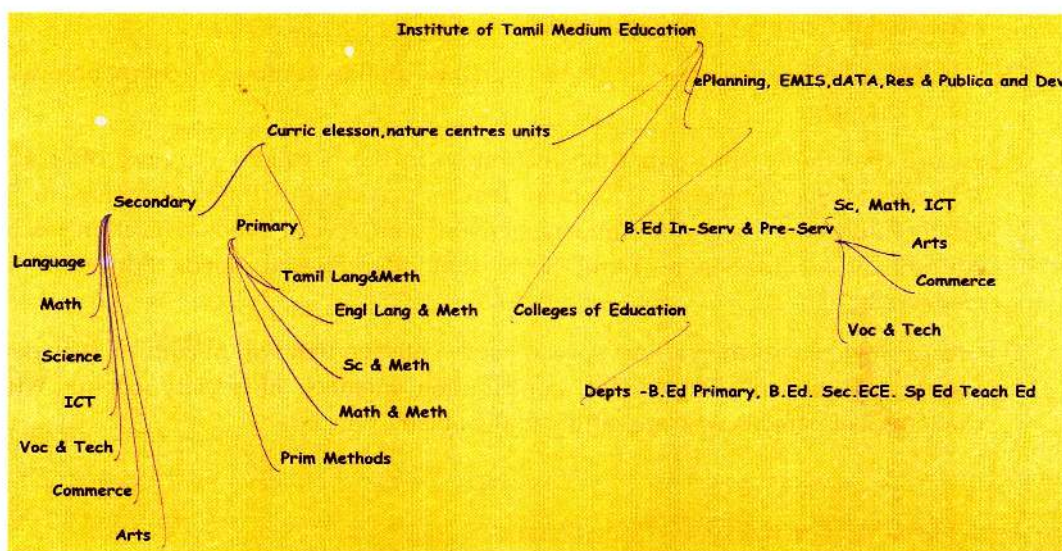 Institute of Tamil Medium Education
ePlanning, EMIS,dATA,Res & Publica and Dev
Curric elesson,nature centres units
Secondary
Primary
Language
Math
Science
ICT
Voc & Tech
Commerce
Arts
Tamil Lang&Meth
Engl Lang & Meth
Sc & Meth
Math & Meth
Prim Methods
B.Ed In-Serv & Pre-Serv
Sc, Math, ICT
Arts
Commerce
Voc & Tech
Colleges of Education
Depts -B.Ed Primary, B.Ed. Sec.ECE. Sp Ed Teach Ed